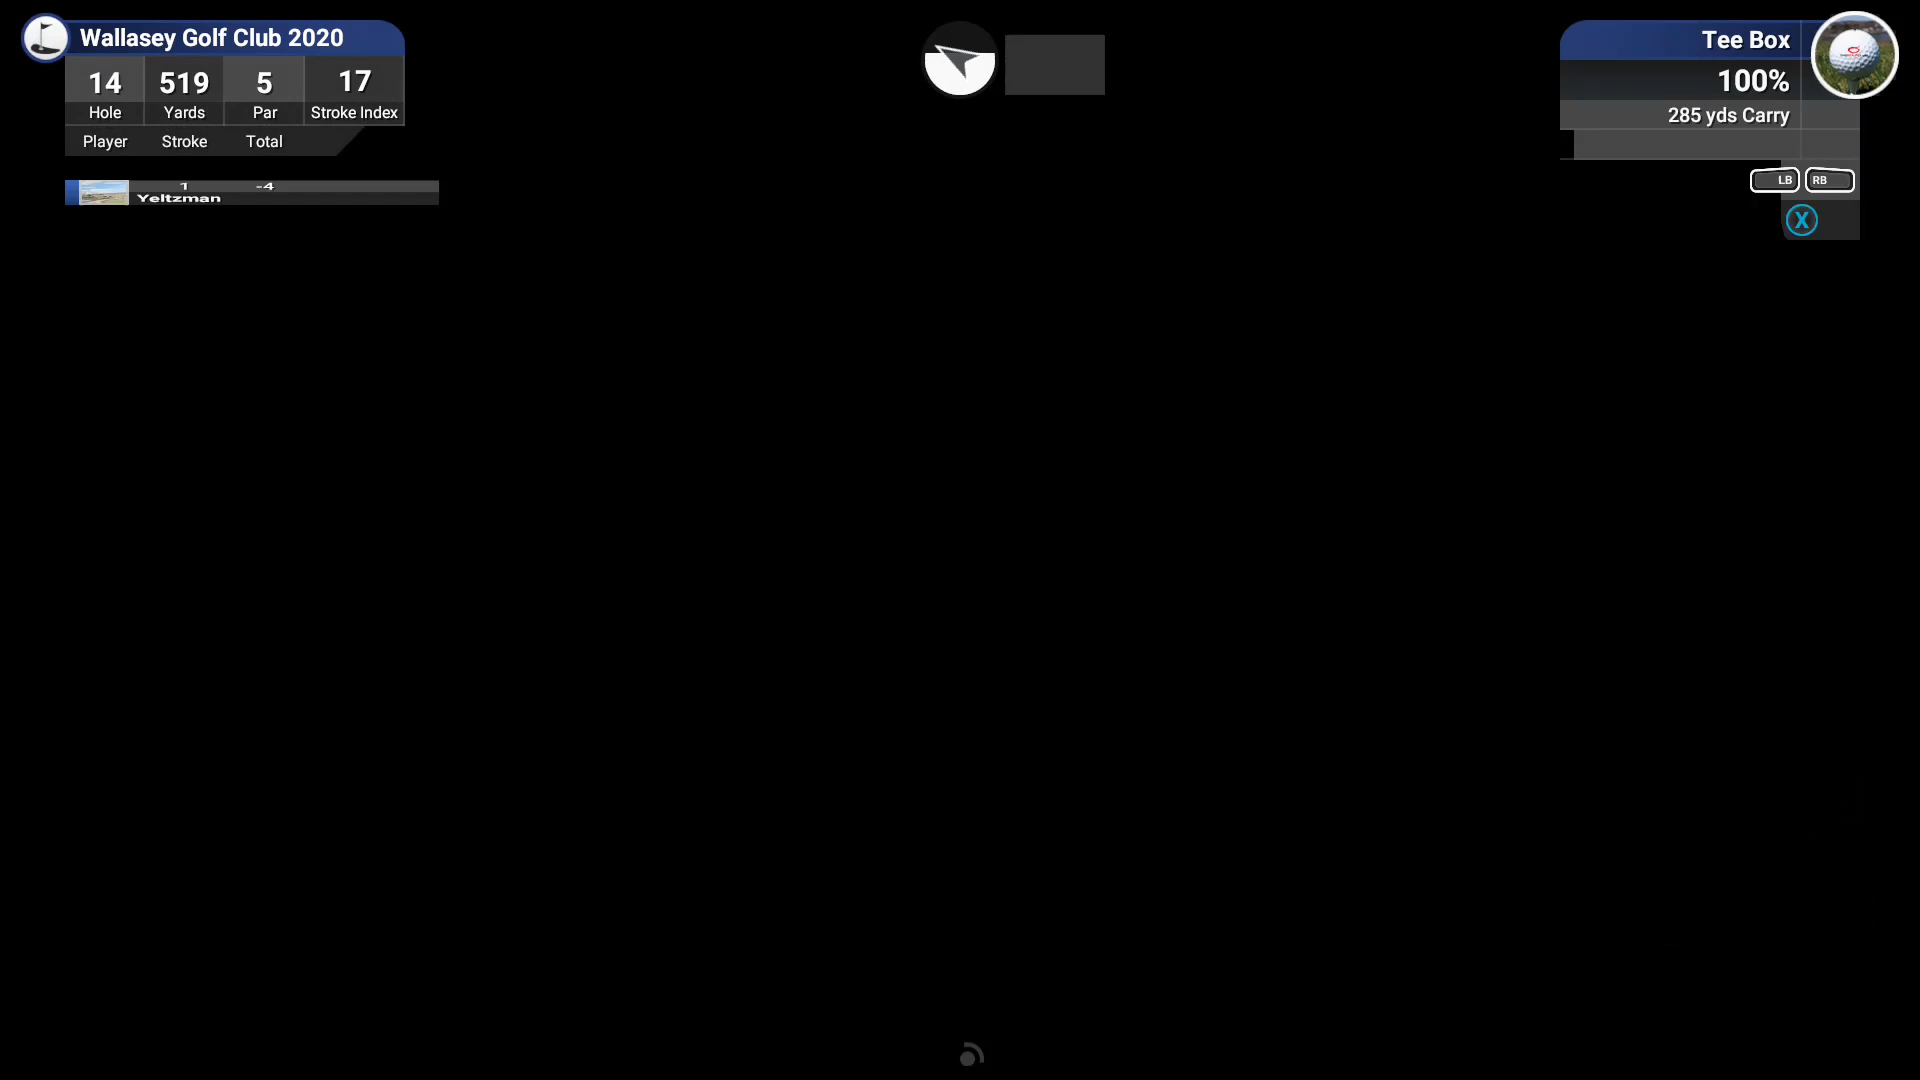 Wallasey Golf Club 2020
14 519 5 17
Hole Yards Par Stroke Index
Player Stroke Total
1 -4
Yeltzman
Tee Box
100%
285 yds Carry
LB RB
X